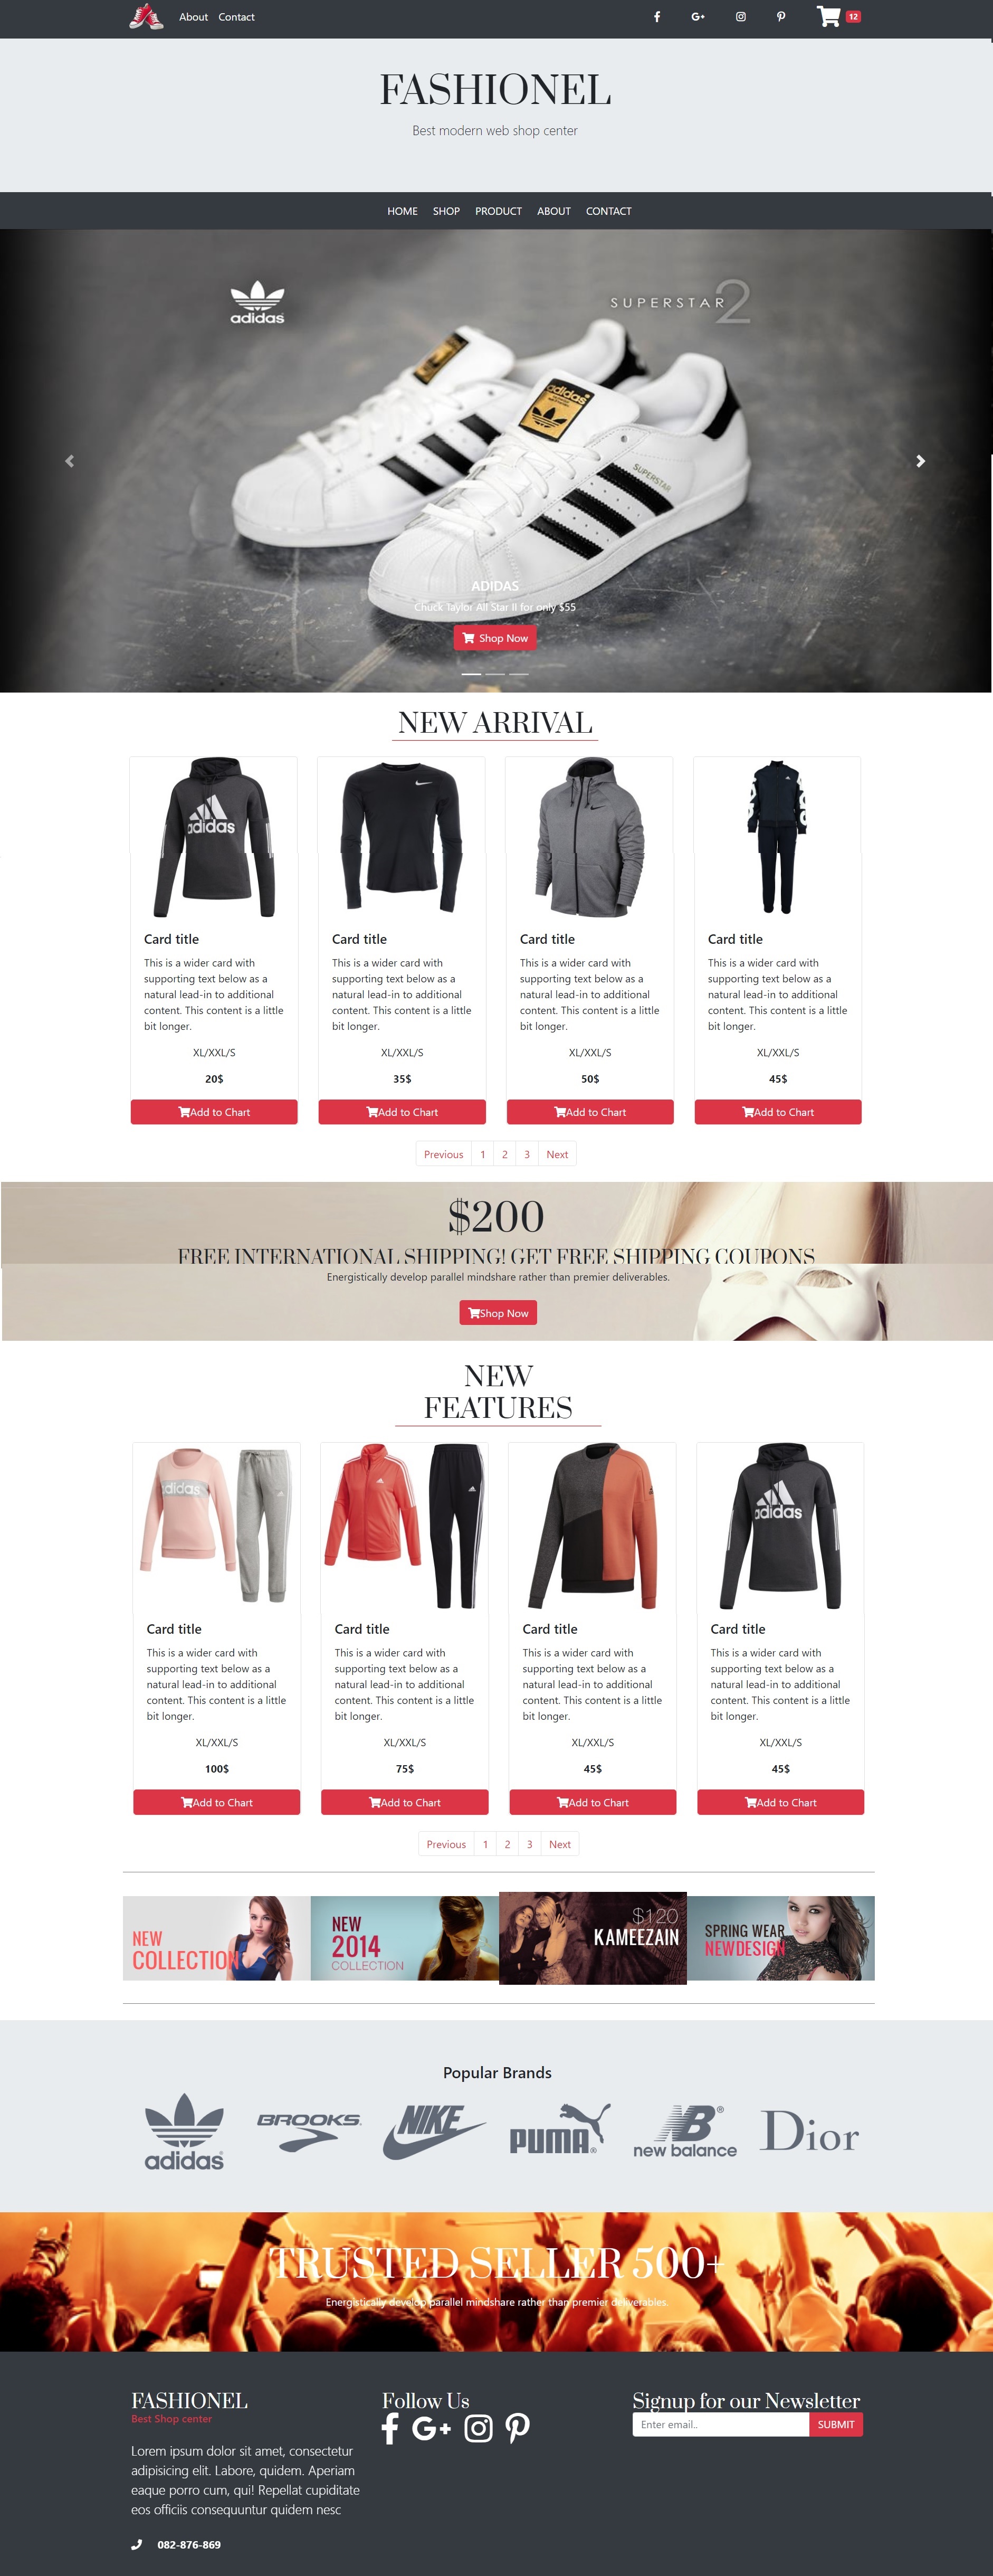 About Contact
12
FASHIONEL
Best modern web shop center
HOME SHOP PRODUCT ABOUT CONTACT
adidas
SUPERSTAR 2
adidas
SUPERSTAR
ADIDAS
Chuck Taylor All Star II for only $55
Shop Now
NEW ARRIVAL
adidas
Card title Card title Card title Card title
This is a wider card with This is a wider card with This is a wider card with This is a wider card with
supporting text below as a supporting text below as a supporting text below as a supporting text below as a
natural lead-in to additional natural lead-in to additional natural lead-in to additional natural lead-in to additional
content. This content is a little content. This content is a little content. This content is a little content. This content is a little
bit longer. bit longer. bit longer. bit longer.
XL/XXL/S XL/XXL/S XL/XXL/S XL/XXL/S
20$ 35$ 50$ 45$
Add to Chart Add to Chart Add to Chart Add to Chart
Previous 1 2 3 Next
$200
FREE INTERNATIONAL SHIPPING! GET FREE SHIPPING COUPONS
Energistically develop parallel mindshare rather than premier deliverables.
Shop Now
NEW
FEATURES
adidas adidas
Card title Card title Card title Card title
This is a wider card with This is a wider card with This is a wider card with This is a wider card with
supporting text below as a supporting text below as a supporting text below as a supporting text below as a
natural lead-in to additional natural lead-in to additional natural lead-in to additional natural lead-in to additional
content. This content is a little content. This content is a little content. This content is a little content. This content is a little
bit longer. bit longer. bit longer. bit longer.
XL/XXL/S XL/XXL/S XL/XXL/S XL/XXL/S
100$ 75$ 45$ 45$
Add to Chart Add to Chart Add to Chart Add to Chart
Previous 1 2 3 Next
NEW
COLLECTION
NEW
2014
COLLECTION
$120
KAMEEZAIN
SPRING WEAR
NEWDESIGN
Popular Brands
adidas BROOKS NIKE PUMA® NB® new balance Dior
TRUSTED SELLER 500+
Energistically develop parallel mindshare rather than premier deliverables.
FASHIONEL
Best Shop center
Lorem ipsum dolor sit amet, consectetur
adipisicing elit. Labore, quidem. Aperiam
eaque porro cum, qui! Repellat cupiditate
eos officiis consequuntur quidem nesc
082-876-869
Follow Us
G+
Signup for our Newsletter
Enter email.. SUBMIT